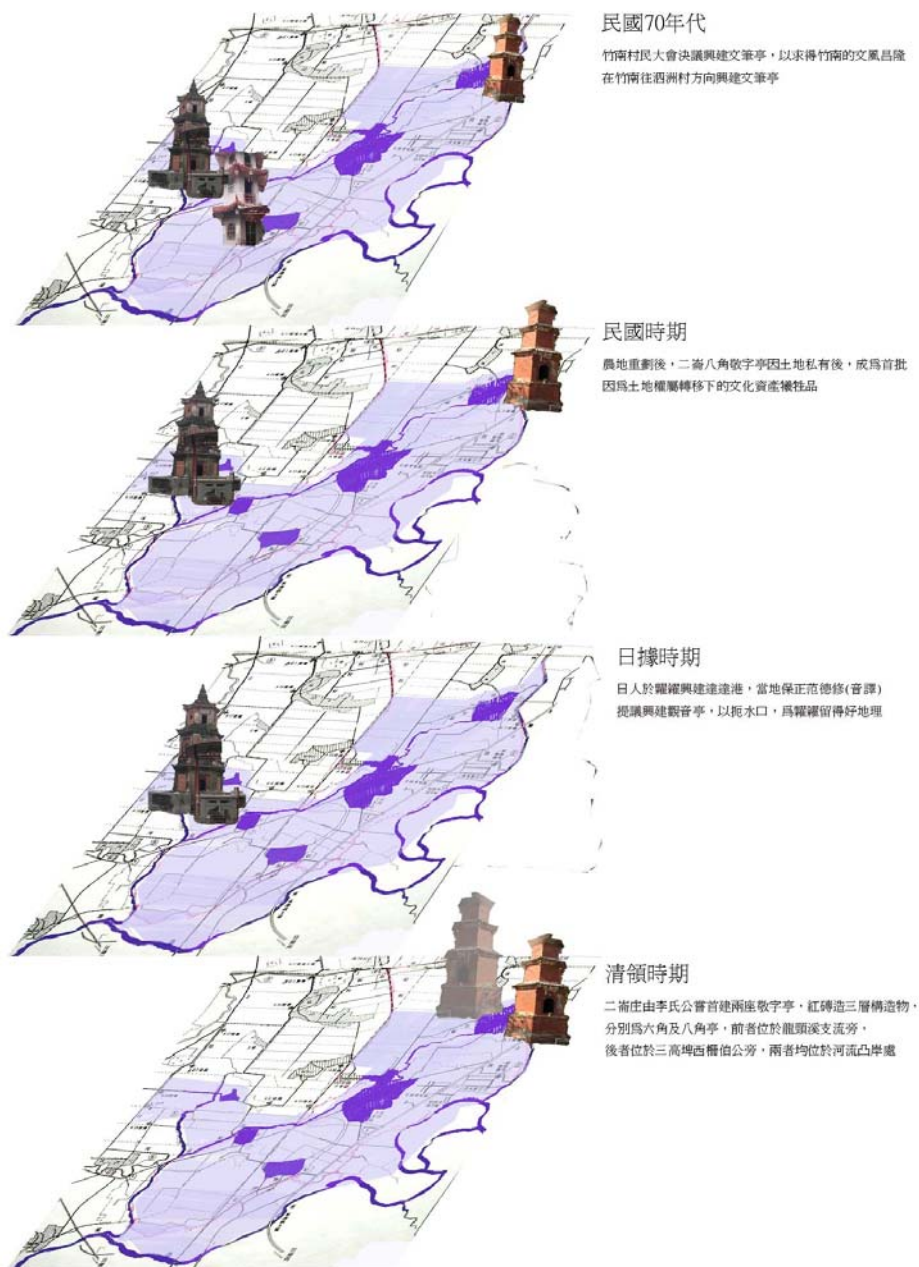 民國70年代
竹南村民大會決議興建文筆亭，以求得竹南的文風昌隆
在竹南往泗洲村方向興建文筆亭
民國時期
農地重劃後，二崙八角敬字亭因土地私有後，成爲首批
因爲土地權屬轉移下的文化資產犧牲品
日據時期
日人於糶糴興建達達港，當地保正范德修(音譯)
提議興建觀音亭，以扼水口，爲糶糴留得好地理
清領時期
二崙庄由李氏公嘗首建兩座敬字亭，紅磚造三層構造物，
分別爲六角及八角亭，前者位於龍頸溪支流旁，
後者位於三高埤西柵伯公旁，兩者均位於河流凸岸處